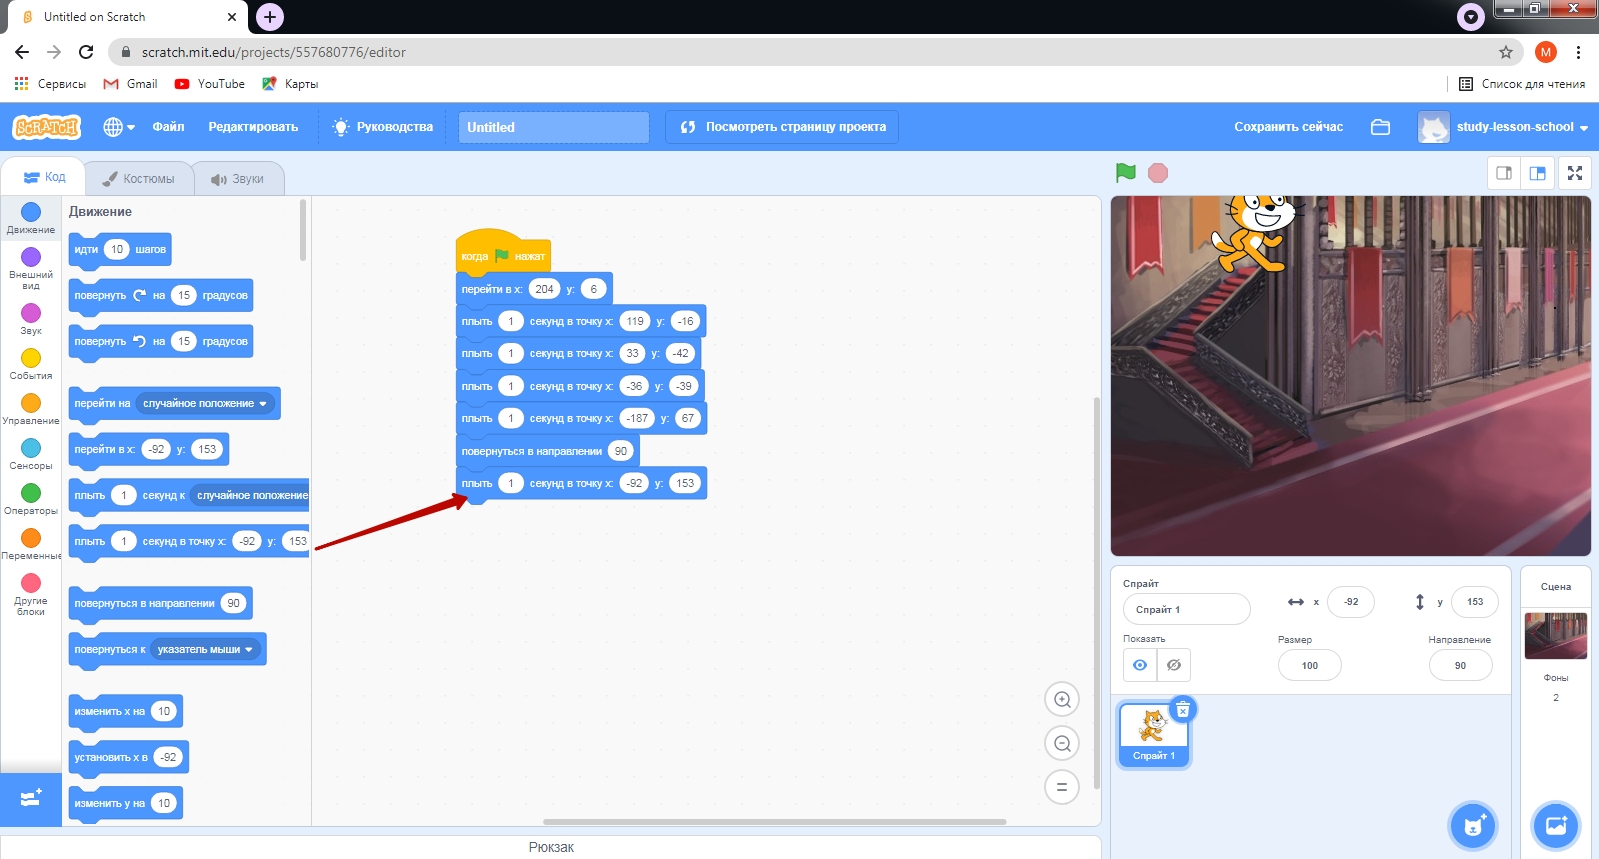 Untitled on Scratch
scratch.mit.edu/projects/557680776/editor
M
Сервисы Gmail YouTube Карты Список для чтения
SCRATCH Файл Редактировать Руководства Untitled Посмотреть страницу проекта Сохранить сейчас study-lesson-school
Код Костюмы Звуки
Движение
Внешний
вид
Звук
События
Управление
Сенсоры
Операторы
Переменные
Другие
блоки
Движение
идти 10 шагов
повернуть на 15 градусов
повернуть на 15 градусов
перейти на случайное положение
перейти в x: -92 y: 153
плыть 1 секунд к случайное положение
плыть 1 секунд в точку x: -92 y: 153
повернуться в направлении 90
повернуться к указатель мыши
изменить x на 10
установить x в -92
изменить y на 10
когда нажат
перейти в x: 204 y: 6
плыть 1 секунд в точку x: 119 y: -16
плыть 1 секунд в точку x: 33 y: -42
плыть 1 секунд в точку x: -36 y: -39
плыть 1 секунд в точку x: -187 y: 67
повернуться в направлении 90
плыть 1 секунд в точку x: -92 y: 153
Спрайт
Спрайт 1 x -92 y 153
Показать Размер Направление
100 90
Спрайт 1
Сцена
Фоны
2
Рюкзак